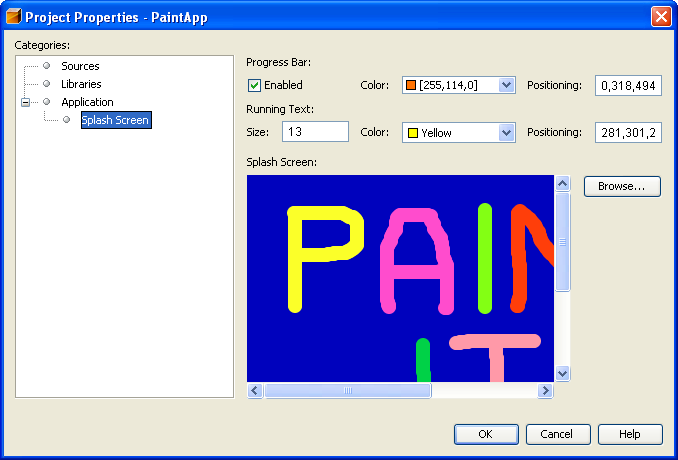 Project Properties - PaintApp
Categories:
Sources
Libraries
Application
Splash Screen
Progress Bar:
Enabled Color: [255,114,0] Positioning: 0,318,494
Running Text:
Size: 13 Color: Yellow Positioning: 281,301,2
Splash Screen:
Browse...
PAIN
IT
OK Cancel Help